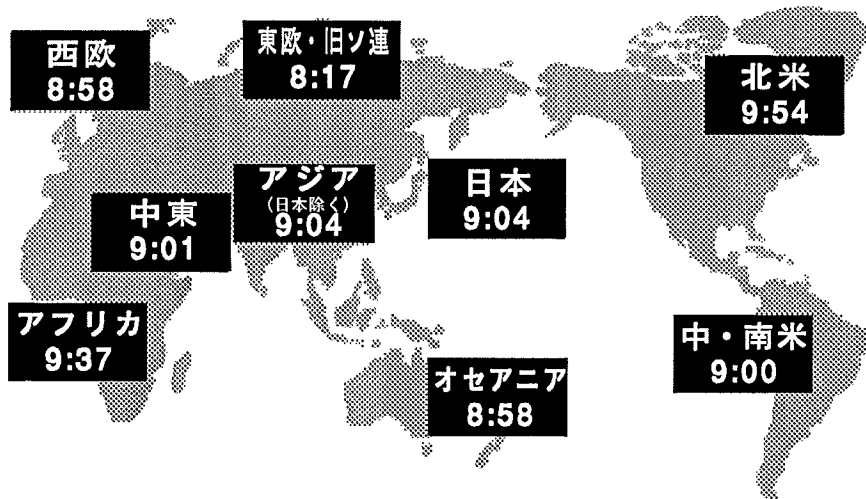 西欧
8:58
東欧・旧ソ連
8:17
北米
9:54
アジア
(日本除く)
9:04
日本
9:04
中東
9:01
アフリカ
9:37
中・南米
9:00
オセアニア
8:58